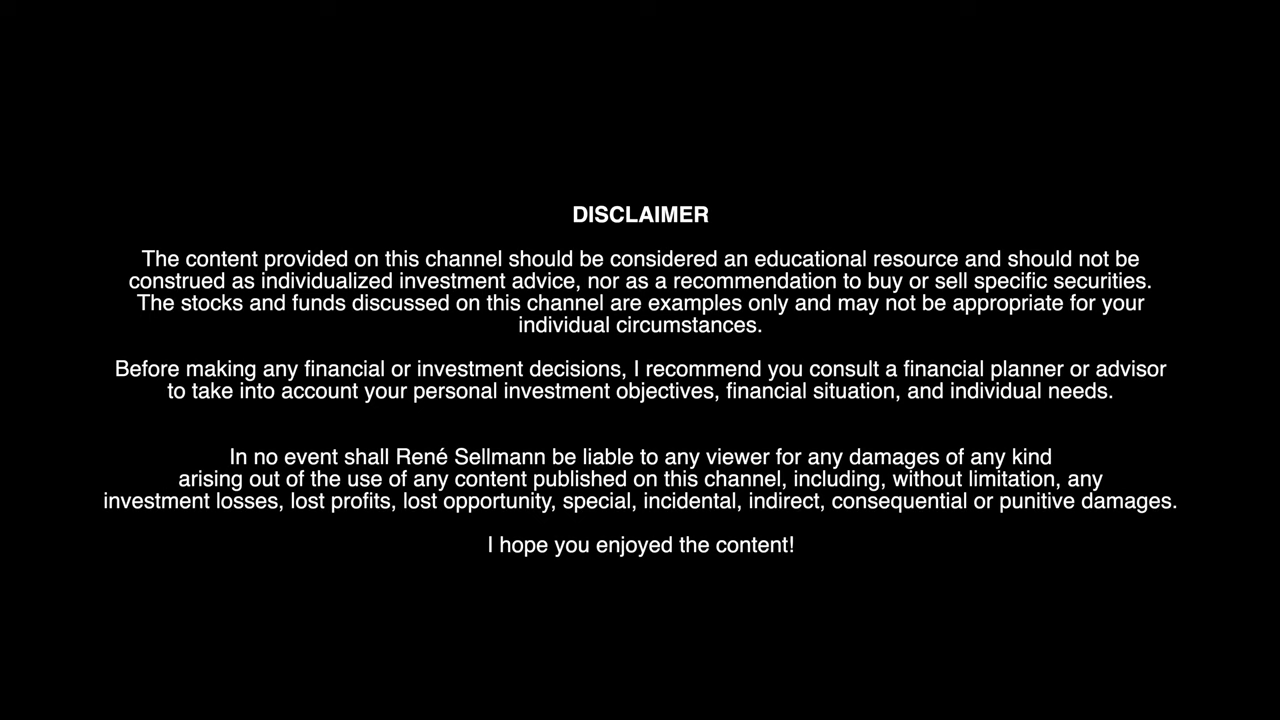 DISCLAIMER
The content provided on this channel should be considered an educational resource and should not be
construed as individualized investment advice, nor as a recommendation to buy or sell specific securities.
The stocks and funds discussed on this channel are examples only and may not be appropriate for your
individual circumstances.
Before making any financial or investment decisions, I recommend you consult a financial planner or advisor
to take into account your personal investment objectives, financial situation, and individual needs.
In no event shall René Sellmann be liable to any viewer for any damages of any kind
arising out of the use of any content published on this channel, including, without limitation, any
investment losses, lost profits, lost opportunity, special, incidental, indirect, consequential or punitive damages.
I hope you enjoyed the content!